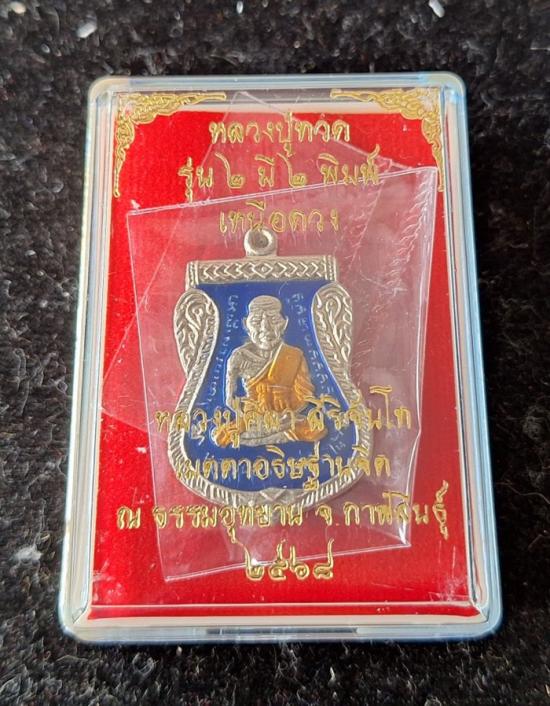 หลวงปู่ทวด
รุ่น ๒ มี ๒ พิมพ์
เหนือดวง
หลวงปู่ศิลา สิริจันโท
เมตตาอธิษฐานจิต
ณ ธรรมอุทยาน จ.กาฬสินธุ์
๒๕๖๘